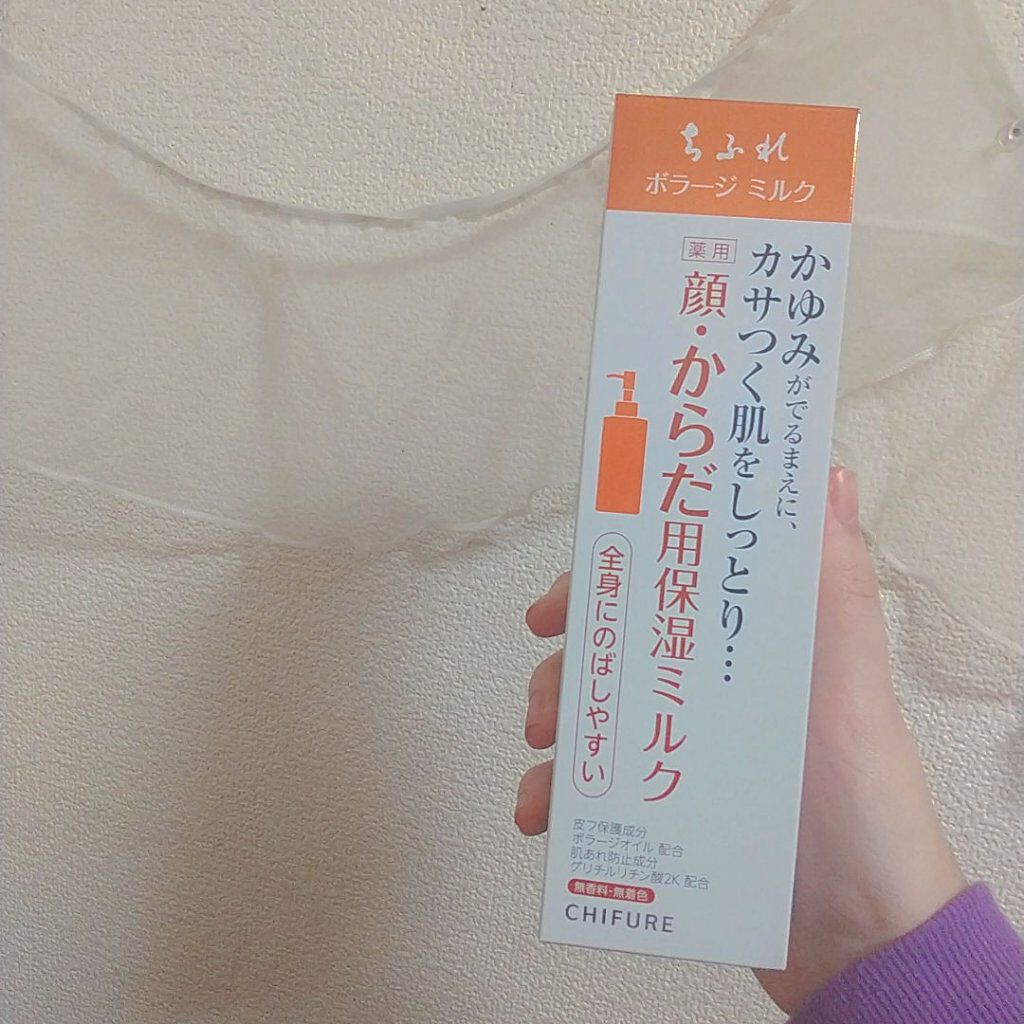 ちふれ
ボラージ ミルク
かゆみがでるまえに、
カサつく肌をしっとり…
薬用
顔・からだ用保湿ミルク
全身にのばしやすい
皮フ保護成分
ボラージオイル 配合
肌あれ防止成分
グリチルリチン酸2K 配合
無香料・無着色
CHIFURE